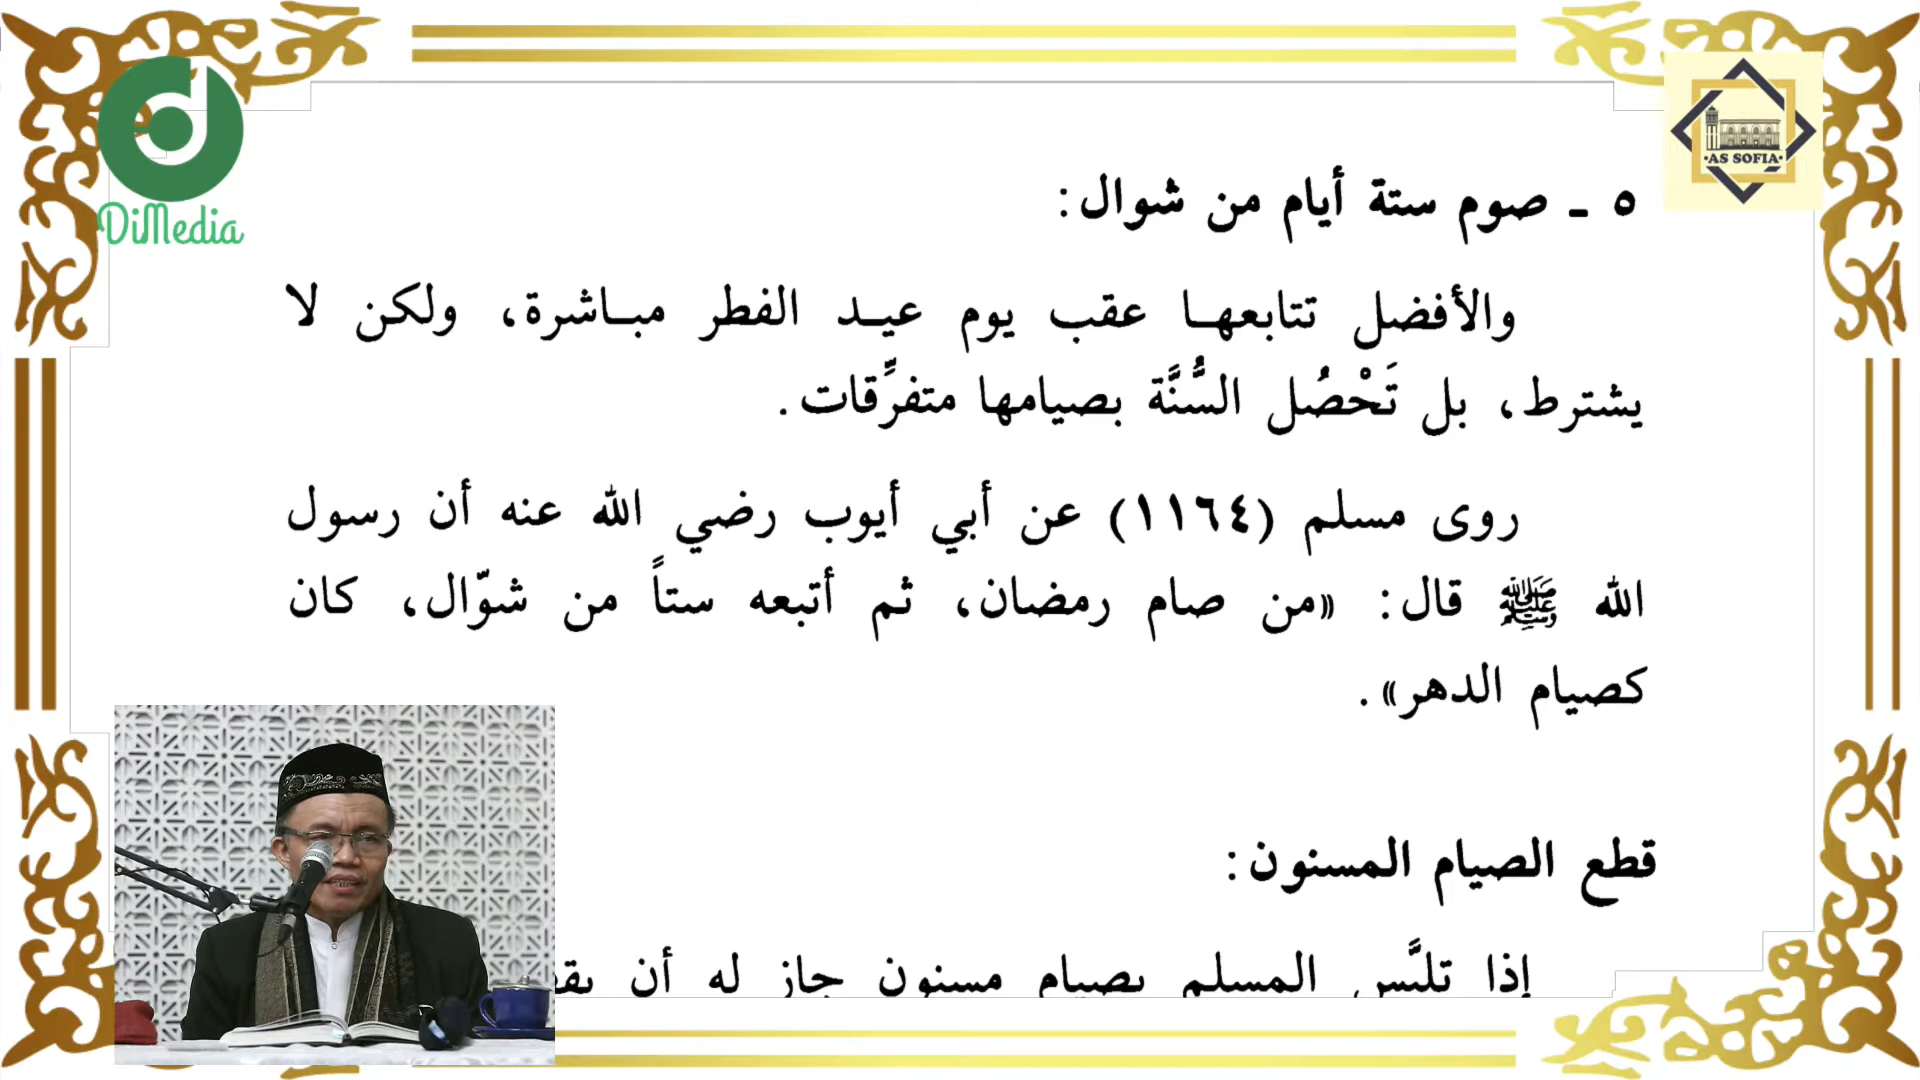 DiMedia
AS SOFIA
٥ ـ صوم ستة أيام من شوال:
والأفضل تتابعها عقب يوم عيد الفطر مباشرة، ولكن لا
يشترط، بل تَحْصُل السُّنَّة بصيامها متفرِّقات.
روى مسلم (١١٦٤) عن أبي أيوب رضي الله عنه أن رسول
الله ﷺ قال: «من صام رمضان، ثم أتبعه ستاً من شوّال، كان
كصيام الدهر».
قطع الصيام المسنون:
إذا تلبَّس المسلم بصيام مسنون جاز له أن